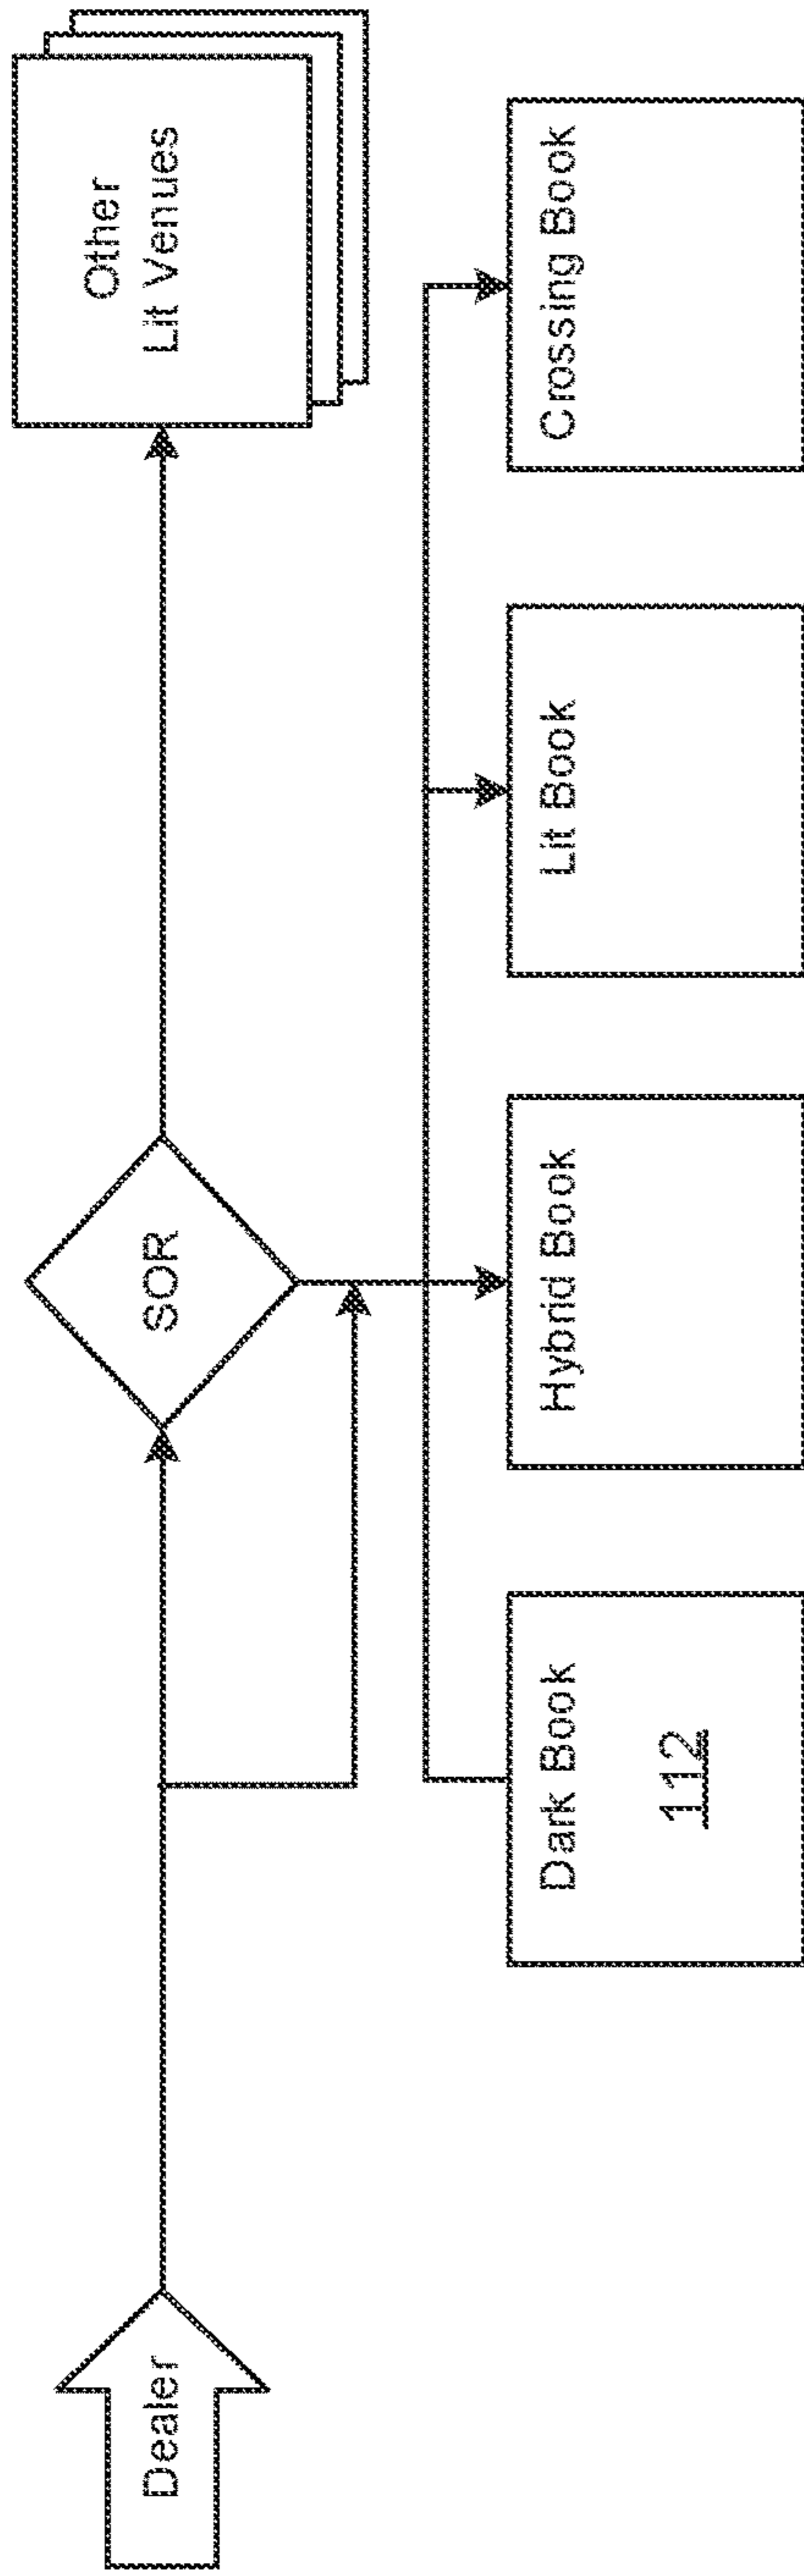 Dealer
SOR
Other
Lit Venues
Dark Book
112
Hybrid Book
Lit Book
Crossing Book